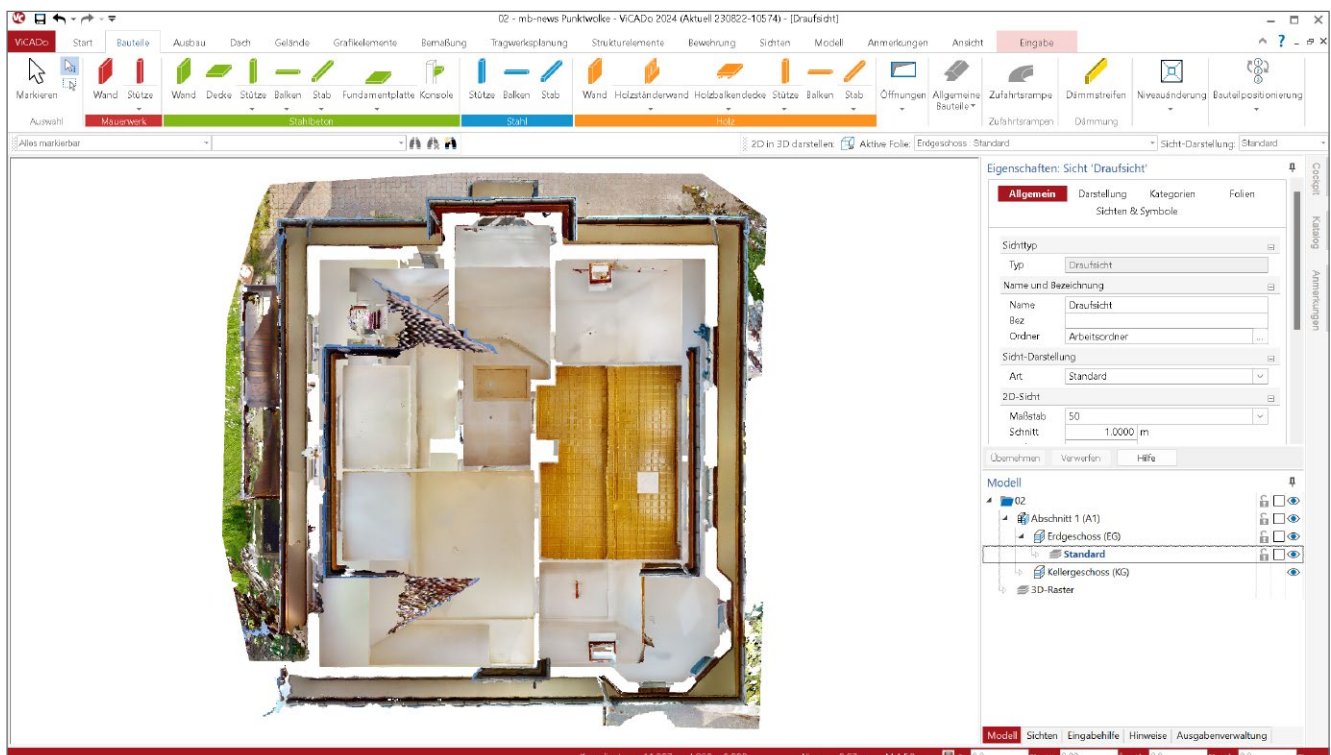 02 - mb-news Punktwolke - ViCADo 2024 (Aktuell 230822-10574) - [Draufsicht]
ViCADo Start Bauteile Ausbau Dach Gelände Grafikelemente Bemaßung Tragwerksplanung Strukturelemente Bewehrung Sichten Modell Anmerkungen Ansicht Eingabe
Markieren Wand Stütze Wand Decke Stütze Balken Stab Fundamentplatte Konsole Stütze Balken Stab Wand Holzständerwand Holzbalkendecke Stütze Balken Stab Öffnungen Allgemeine Bauteile Zufahrtsrampe Dämmstreifen Niveauänderung Bauteilpositionierung
Auswahl Mauerwerk Stahlbeton Stahl Holz Zufahrtsrampen Dämmung
Alles markierbar 2D in 3D darstellen: Aktive Folie: Erdgeschoss : Standard Sicht-Darstellung: Standard
Eigenschaften: Sicht 'Draufsicht'
Allgemein Darstellung Kategorien Folien
Sichten & Symbole
Sichttyp
Typ Draufsicht
Name und Bezeichnung
Name Draufsicht
Bez
Ordner Arbeitsordner ...
Sicht-Darstellung
Art Standard
2D-Sicht
Maßstab 50
Schnitt 1.0000 m
Übernehmen Verwerfen Hilfe
Modell
02
Abschnitt 1 (A1)
Erdgeschoss (EG)
Standard
Kellergeschoss (KG)
3D-Raster
Modell Sichten Eingabehilfe Hinweise Ausgabenverwaltung
Cockpit
Katalog
Anmerkungen